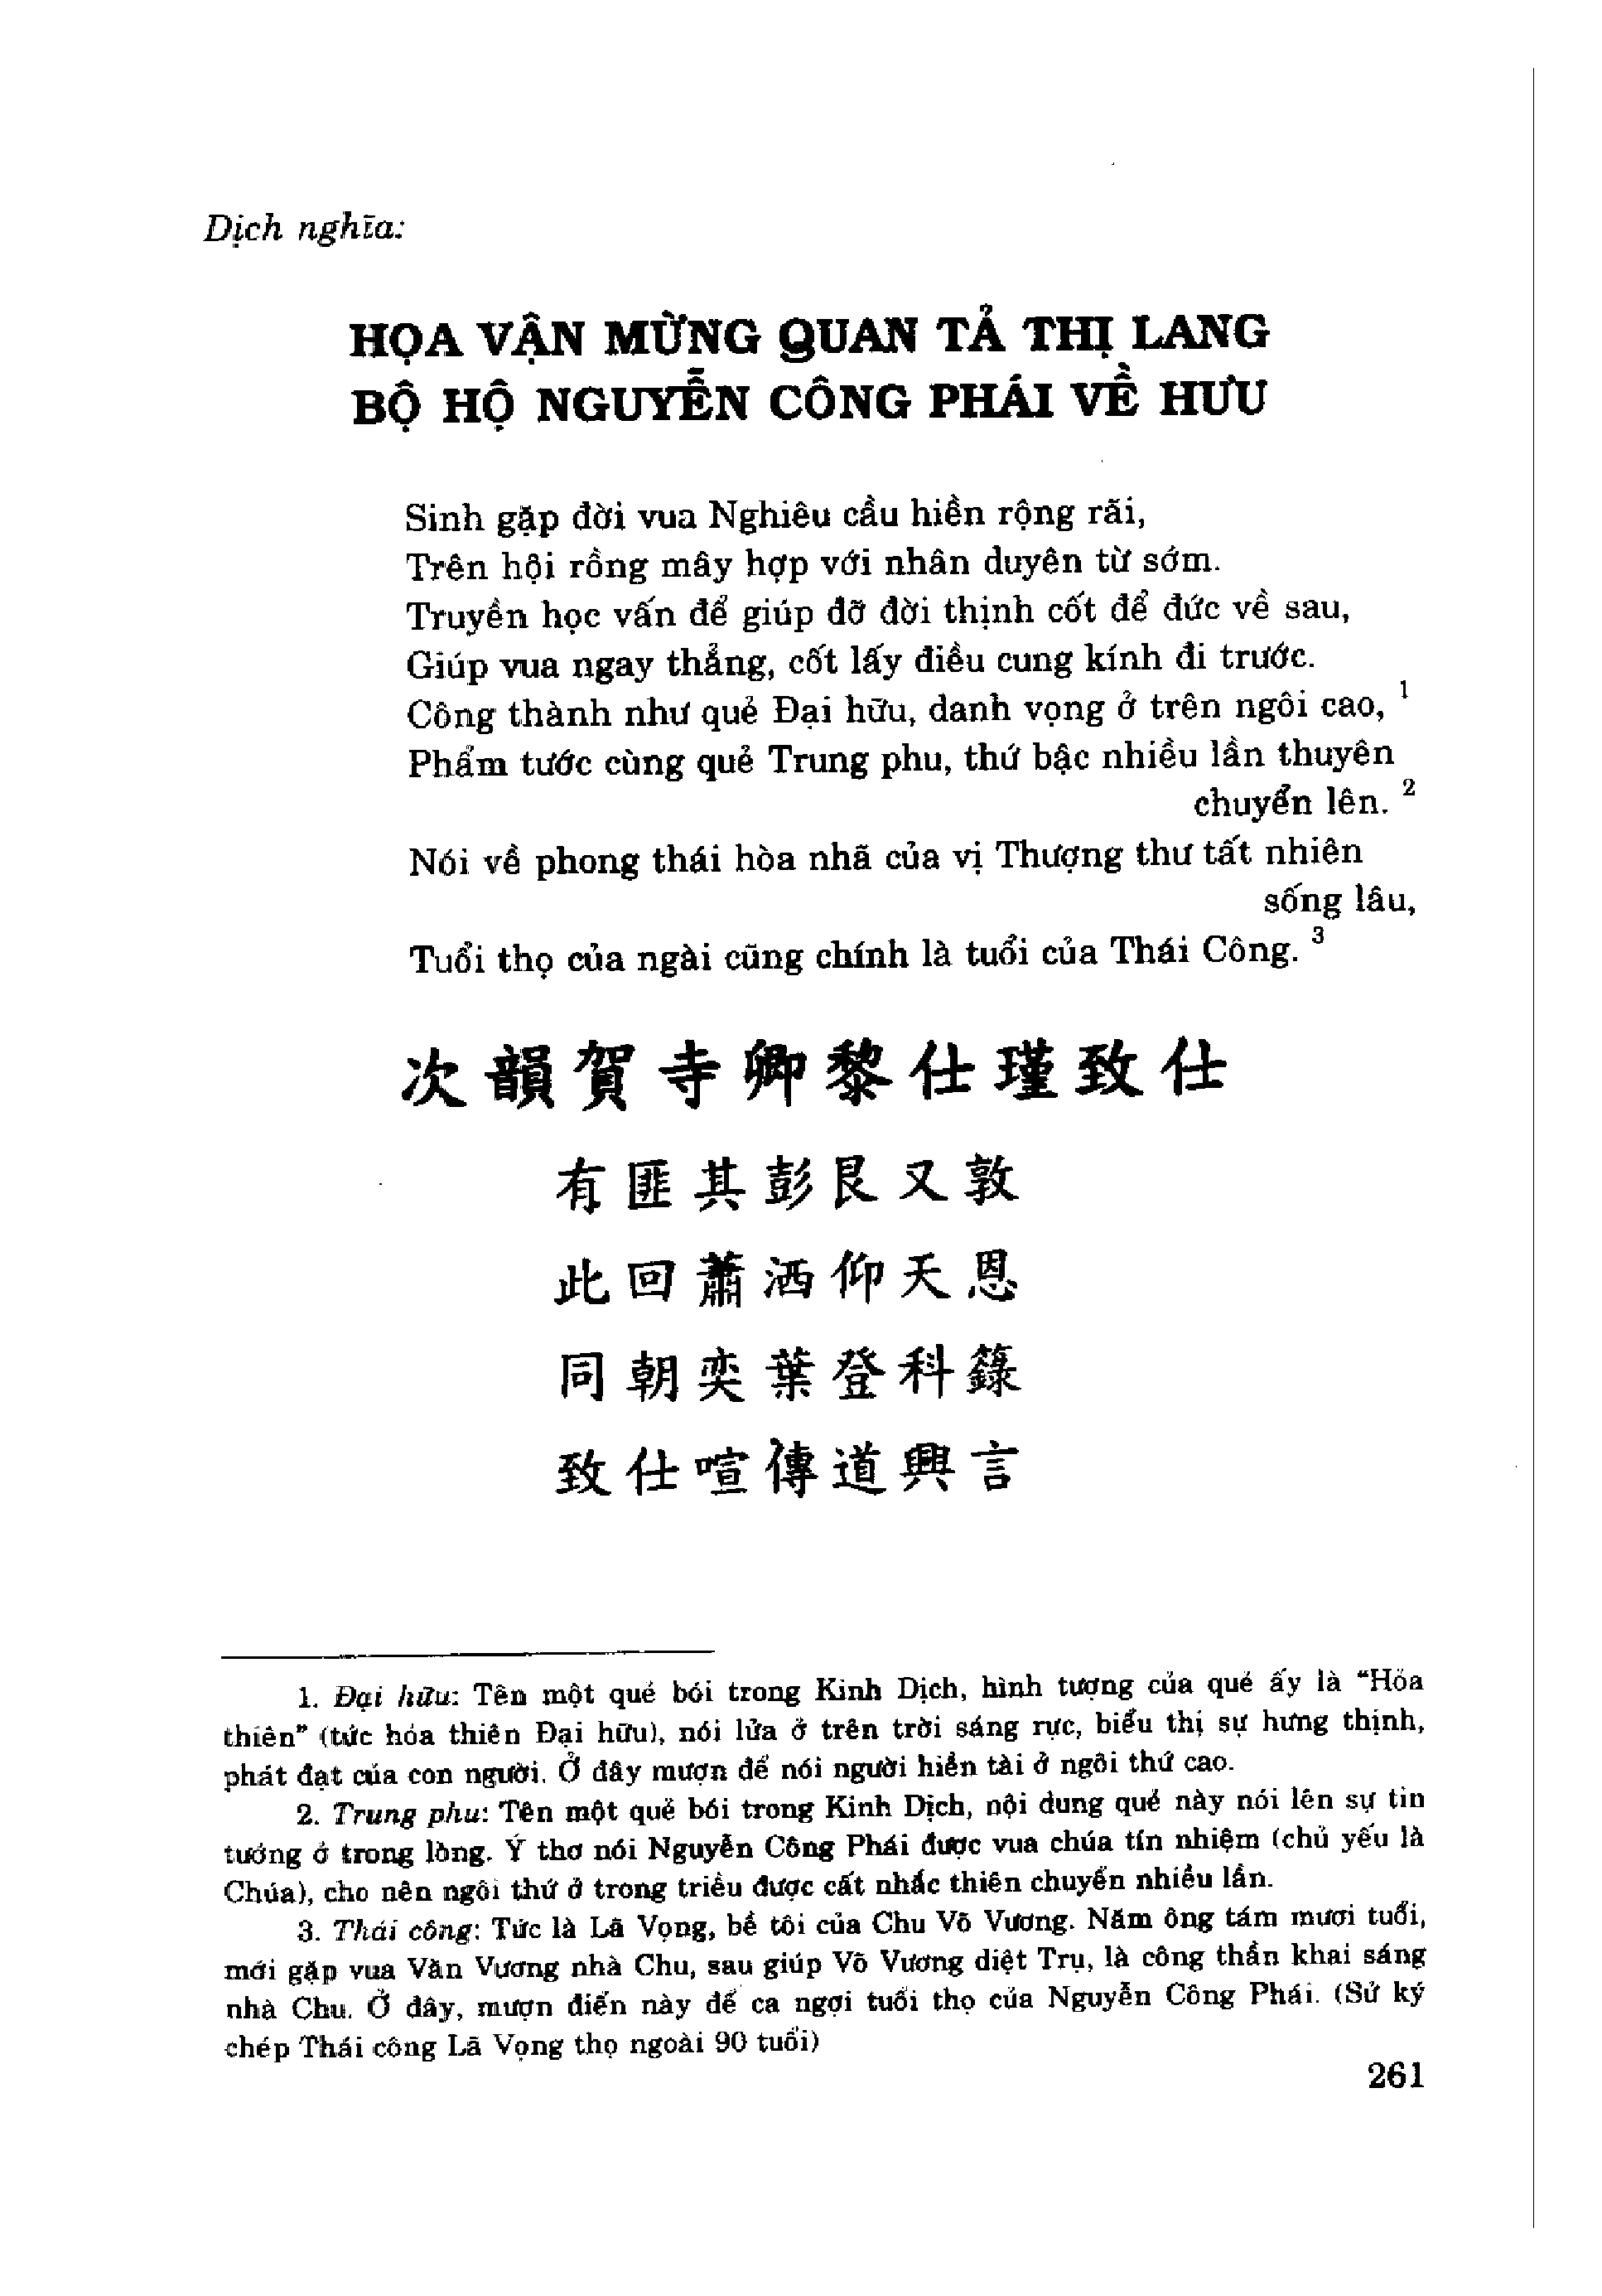 Dịch nghĩa:
HỌA VẬN MỪNG QUAN TẢ THỊ LANG
BỘ HỘ NGUYỄN CÔNG PHÁI VỀ HƯU
Sinh gặp đời vua Nghiêu cầu hiền rộng rãi,
Trên hội rồng mây hợp với nhân duyên từ sớm.
Truyền học vấn để giúp đỡ đời thịnh cốt để đức về sau,
Giúp vua ngay thẳng, cốt lấy điều cung kính đi trước.
Công thành như quẻ Đại hữu, danh vọng ở trên ngôi cao, 1
Phẩm tước cùng quẻ Trung phu, thứ bậc nhiều lần thuyên
chuyển lên. 2
Nói về phong thái hòa nhã của vị Thượng thư tất nhiên
sống lâu,
Tuổi thọ của ngài cũng chính là tuổi của Thái Công. 3
次韻賀寺卿黎仕瑾致仕
有匪其彭艮又敦
此回蕭洒仰天恩
同朝奕葉登科籙
致仕喧傳道興言
1. Đại hữu: Tên một quẻ bói trong Kinh Dịch, hình tượng của quẻ ấy là “Hỏa
thiên” (tức hỏa thiên Đại hữu), nói lửa ở trên trời sáng rực, biểu thị sự hưng thịnh,
phát đạt của con người. Ở đây mượn để nói người hiền tài ở ngôi thứ cao.
2. Trung phu: Tên một quẻ bói trong Kinh Dịch, nội dung quẻ này nói lên sự tin
tưởng ở trong lòng. Ý thơ nói Nguyễn Công Phái được vua chúa tín nhiệm (chủ yếu là
Chúa), cho nên ngôi thứ ở trong triều được cất nhắc thiên chuyển nhiều lần.
3. Thái công: Tức là Lã Vọng, bề tôi của Chu Võ Vương. Năm ông tám mươi tuổi,
mới gặp vua Văn Vương nhà Chu, sau giúp Võ Vương diệt Trụ, là công thần khai sáng
nhà Chu. Ở đây, mượn điển này để ca ngợi tuổi thọ của Nguyễn Công Phái. (Sử ký
chép Thái công Lã Vọng thọ ngoài 90 tuổi)
261